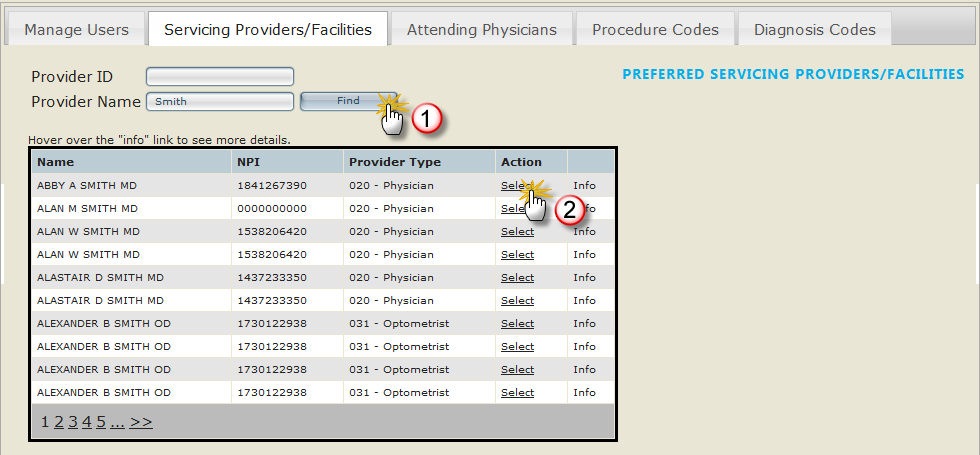 Manage Users Servicing Providers/Facilities Attending Physicians Procedure Codes Diagnosis Codes
Provider ID
PREFERRED SERVICING PROVIDERS/FACILITIES
Provider Name Smith Find
1
Hover over the "info" link to see more details.
Name NPI Provider Type Action
ABBY A SMITH MD 1841267390 020 - Physician Select Info
ALAN M SMITH MD 0000000000 020 - Physician Select Info
2
ALAN W SMITH MD 1538206420 020 - Physician Select Info
ALAN W SMITH MD 1538206420 020 - Physician Select Info
ALASTAIR D SMITH MD 1437233350 020 - Physician Select Info
ALASTAIR D SMITH MD 1437233350 020 - Physician Select Info
ALEXANDER B SMITH OD 1730122938 031 - Optometrist Select Info
ALEXANDER B SMITH OD 1730122938 031 - Optometrist Select Info
ALEXANDER B SMITH OD 1730122938 031 - Optometrist Select Info
ALEXANDER B SMITH OD 1730122938 031 - Optometrist Select Info
1 2 3 4 5 ... >>